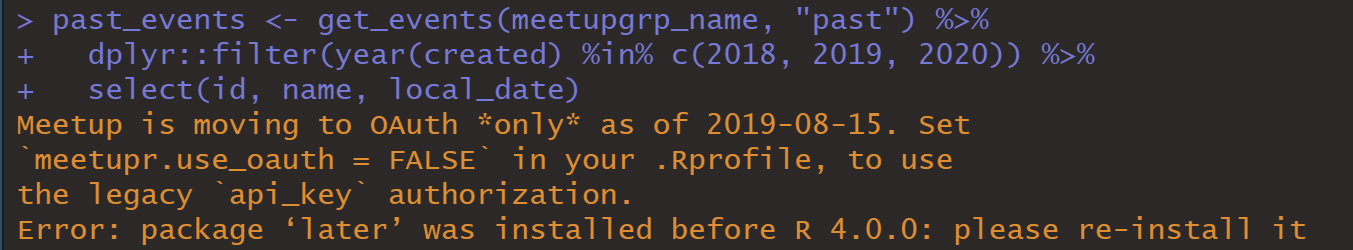 > past_events <- get_events(meetupgrp_name, "past") %>%
+   dplyr::filter(year(created) %in% c(2018, 2019, 2020)) %>%
+   select(id, name, local_date)
Meetup is moving to OAuth *only* as of 2019-08-15. Set
`meetupr.use_oauth = FALSE` in your .Rprofile, to use
the legacy `api_key` authorization.
Error: package ‘later’ was installed before R 4.0.0: please re-install it